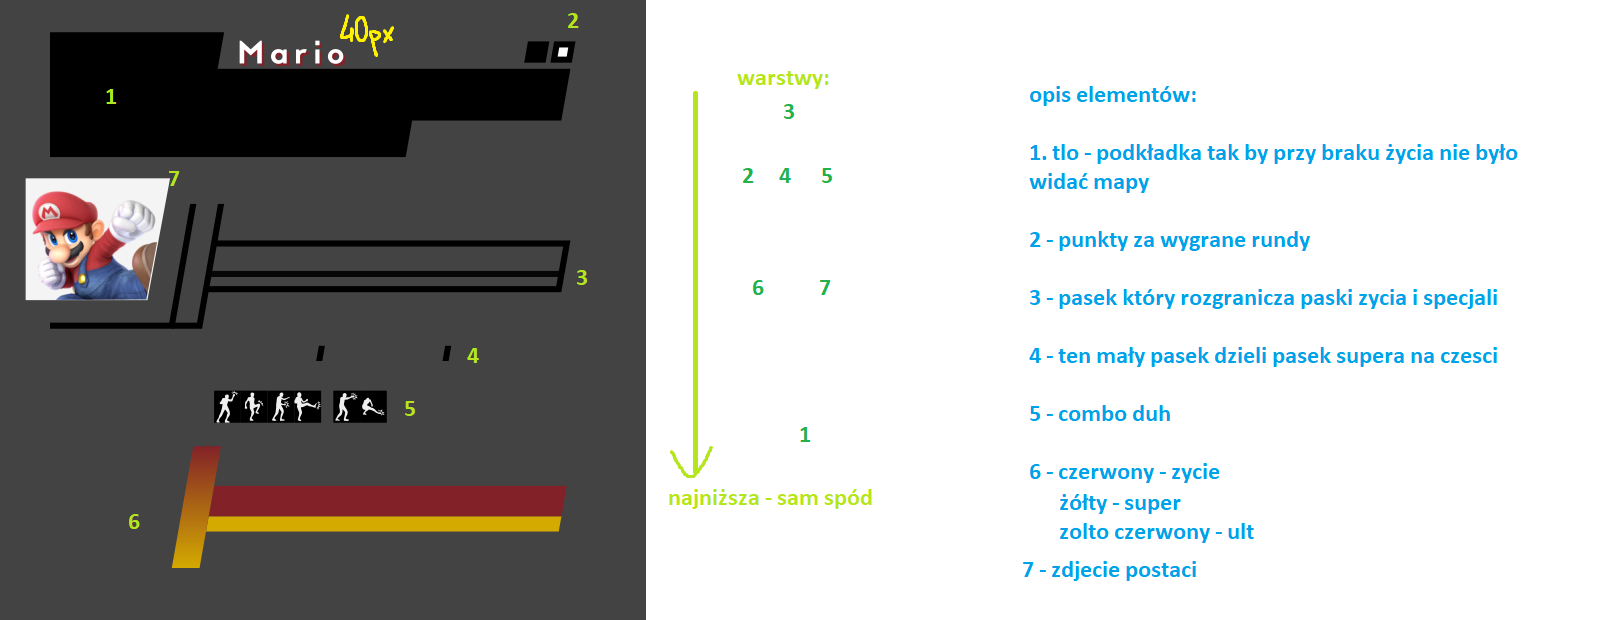 40px
2
Mario
1
7
3
4
5
6
warstwy:
3
2 4 5
6 7
1
najniższa - sam spód
opis elementów:
1. tlo - podkładka tak by przy braku życia nie było
widać mapy
2 - punkty za wygrane rundy
3 - pasek który rozgranicza paski zycia i specjali
4 - ten mały pasek dzieli pasek supera na czesci
5 - combo duh
6 - czerwony - zycie
żółty - super
zolto czerwony - ult
7 - zdjecie postaci